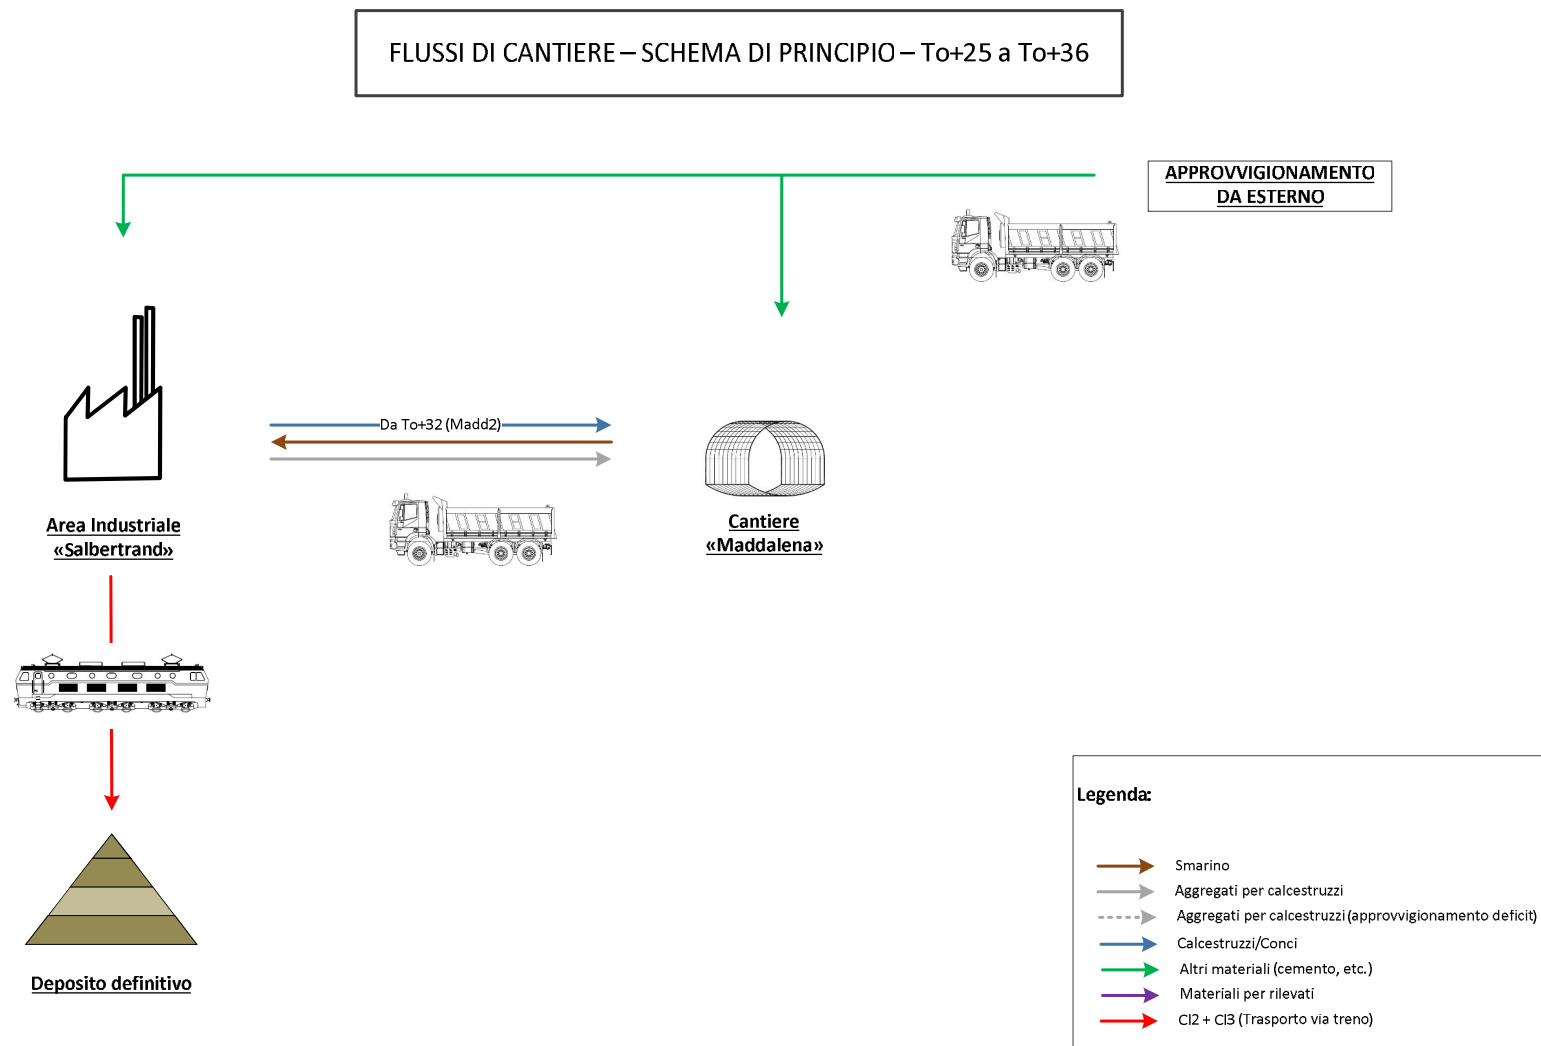 FLUSSI DI CANTIERE – SCHEMA DI PRINCIPIO – To+25 a To+36
APPROVVIGIONAMENTO
DA ESTERNO
Da To+32 (Madd2)
Area Industriale
«Salbertrand»
Cantiere
«Maddalena»
Deposito definitivo
Legenda:
Smarino
Aggregati per calcestruzzi
Aggregati per calcestruzzi (approvvigionamento deficit)
Calcestruzzi/Conci
Altri materiali (cemento, etc.)
Materiali per rilevati
Cl2 + Cl3 (Trasporto via treno)